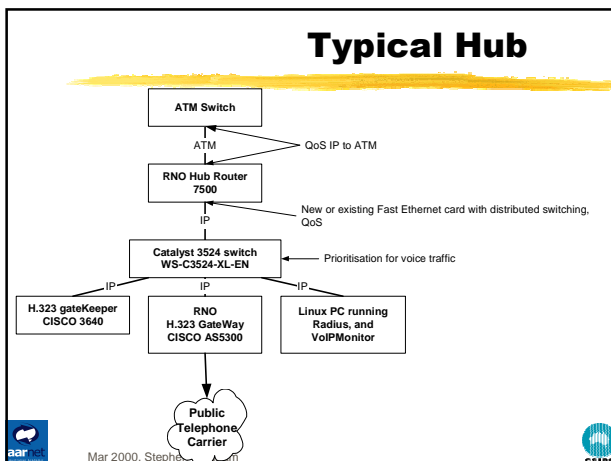 Typical Hub
ATM Switch
ATM
QoS IP to ATM
RNO Hub Router
7500
New or existing Fast Ethernet card with distributed switching,
QoS
IP
Catalyst 3524 switch
WS-C3524-XL-EN
Prioritisation for voice traffic
IP
IP
IP
H.323 gateKeeper
CISCO 3640
RNO
H.323 GateWay
CISCO AS5300
Linux PC running
Radius, and
VoIPMonitor
Public
Telephone
Carrier
aarnet
Mar 2000, Stephe